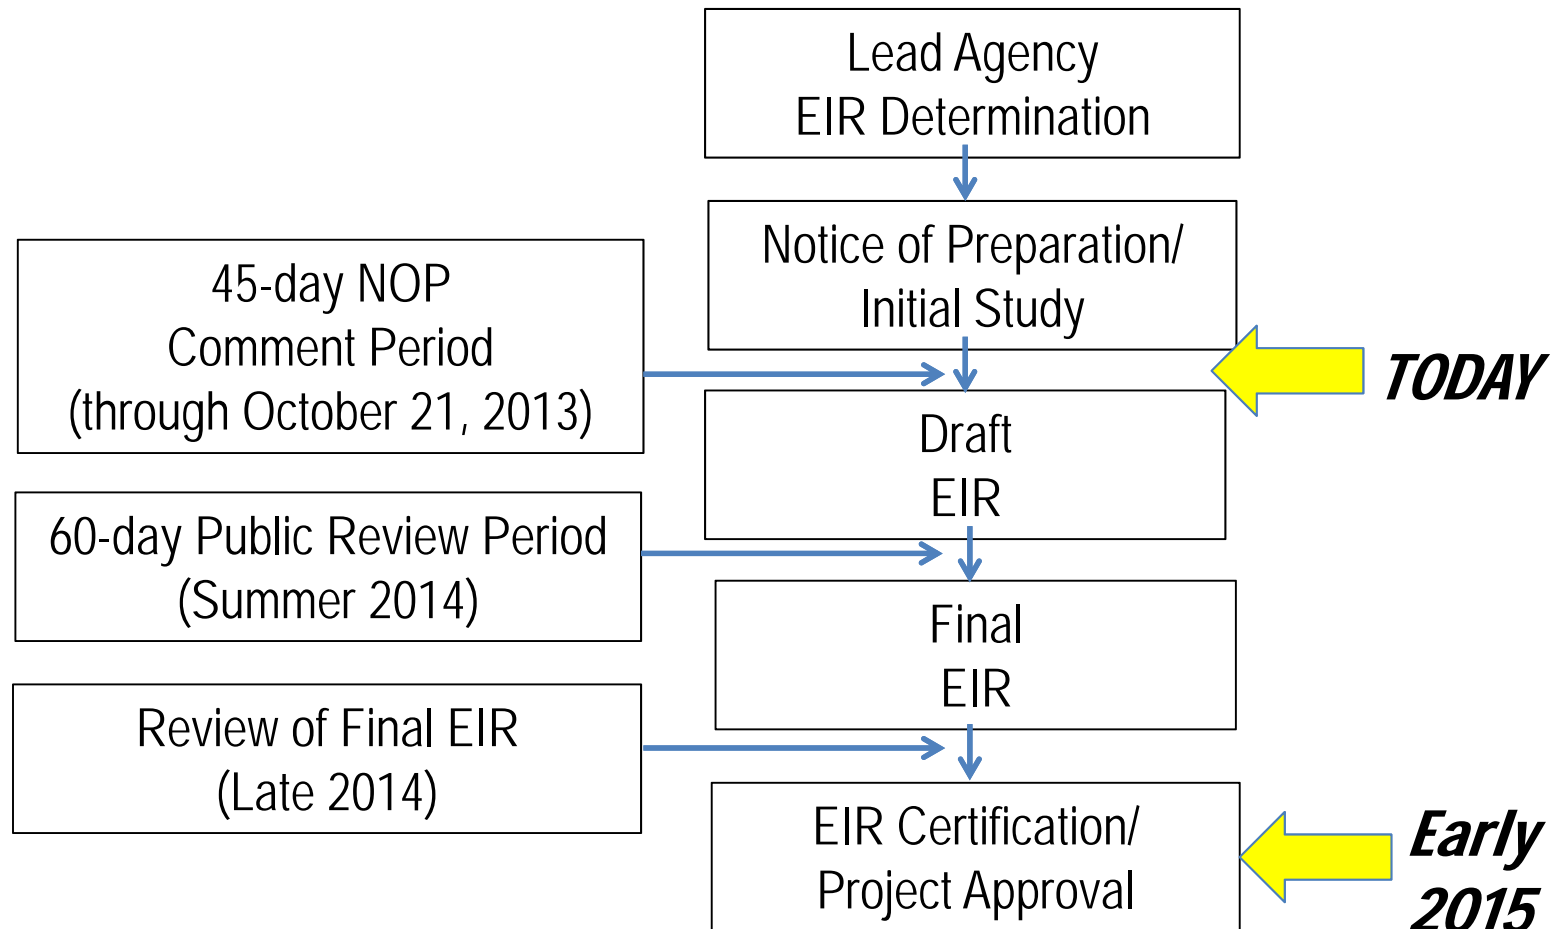 Lead Agency
EIR Determination
Notice of Preparation/
Initial Study
45-day NOP
Comment Period
(through October 21, 2013)
TODAY
Draft
EIR
60-day Public Review Period
(Summer 2014)
Final
EIR
Review of Final EIR
(Late 2014)
EIR Certification/
Project Approval
Early
2015